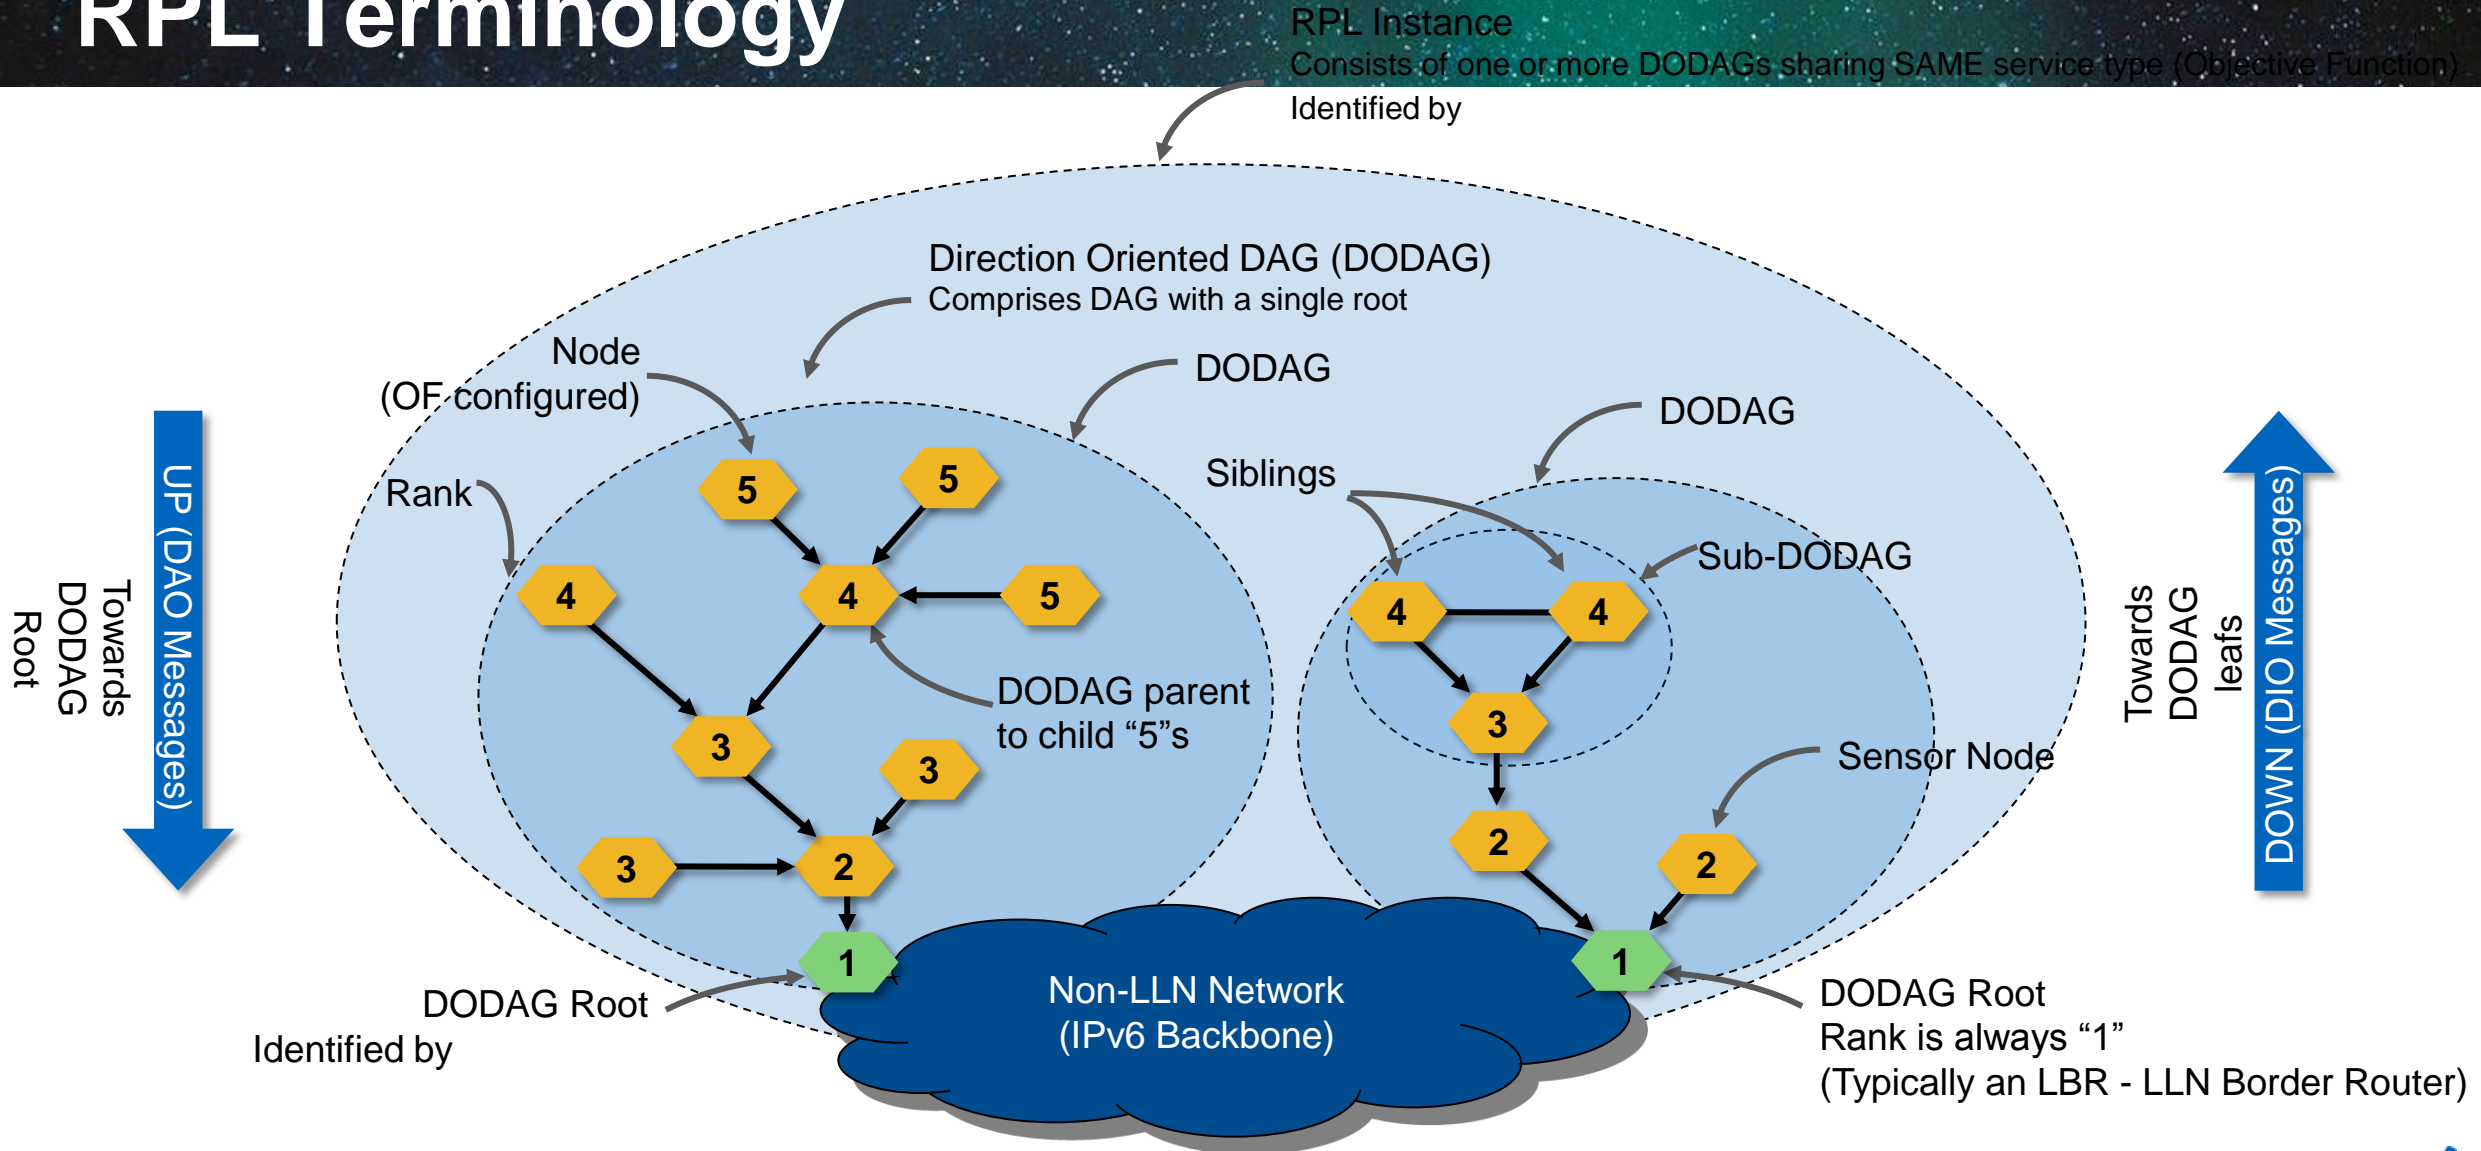 RPL Terminology
RPL Instance
Consists of one or more DODAGs sharing SAME service type (Objective Function)
Identified by
Direction Oriented DAG (DODAG)
Comprises DAG with a single root
Node
(OF configured)
DODAG
DODAG
Siblings
Rank
Sub-DODAG
UP (DAO Messages)
Towards
DODAG
Root
5
5
4
4
5
4
4
DODAG parent
to child “5”s
3
3
3
Sensor Node
3
2
2
2
Towards
DODAG
leafs
DOWN (DIO Messages)
1
1
DODAG Root
Identified by
Non-LLN Network
(IPv6 Backbone)
DODAG Root
Rank is always “1”
(Typically an LBR - LLN Border Router)